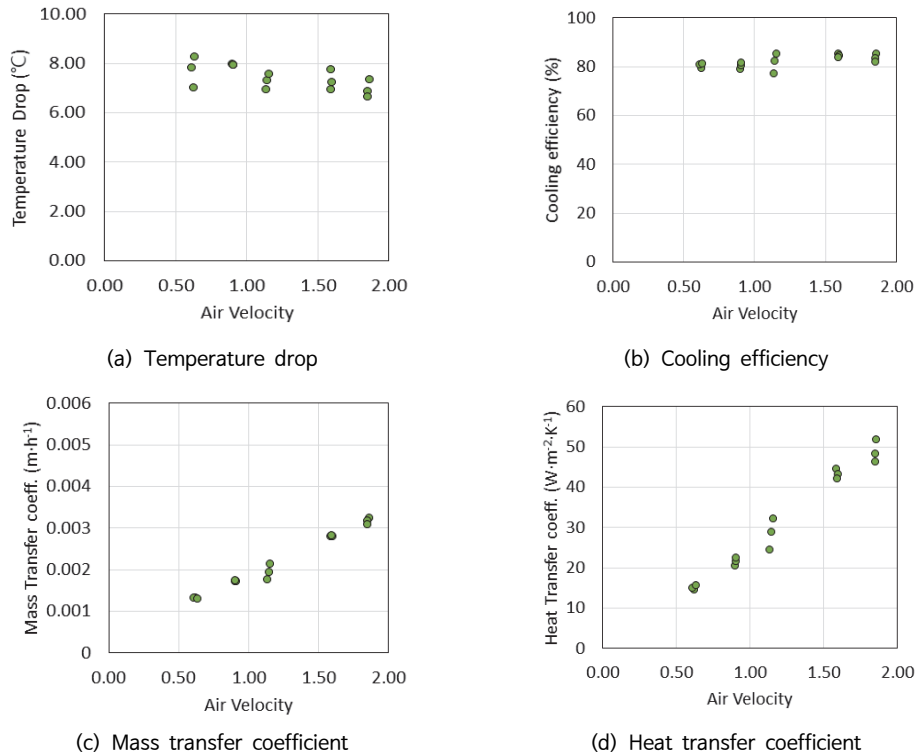 10.00
8.00
6.00
4.00
2.00
0.00
Temperature Drop (℃)
0.00 0.50 1.00 1.50 2.00
Air Velocity
(a) Temperature drop
100
80
60
40
20
0
Cooling efficiency (%)
0.00 0.50 1.00 1.50 2.00
Air Velocity
(b) Cooling efficiency
0.006
0.005
0.004
0.003
0.002
0.001
0
Mass Transfer coeff. (m·h⁻¹)
0.00 0.50 1.00 1.50 2.00
Air Velocity
(c) Mass transfer coefficient
60
50
40
30
20
10
0
Heat Transfer coeff. (W·m⁻²·K⁻¹)
0.00 0.50 1.00 1.50 2.00
Air Velocity
(d) Heat transfer coefficient